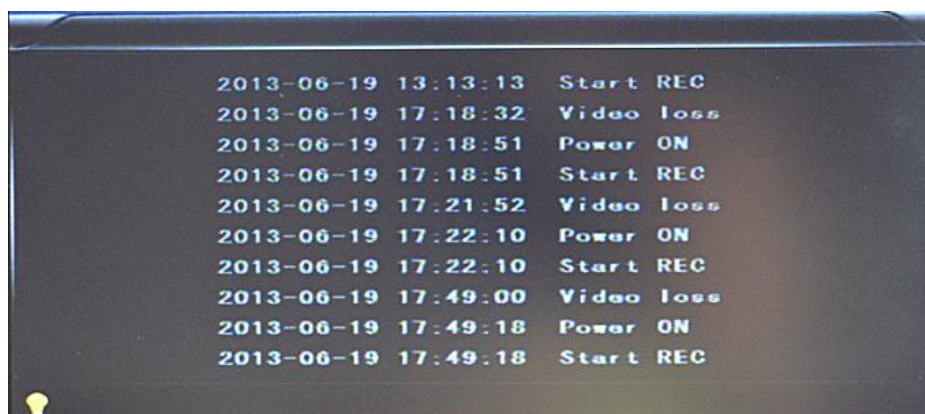 2013-06-19 13:13:13 Start REC
2013-06-19 17:18:32 Video loss
2013-06-19 17:18:51 Power ON
2013-06-19 17:18:51 Start REC
2013-06-19 17:21:52 Video loss
2013-06-19 17:22:10 Power ON
2013-06-19 17:22:10 Start REC
2013-06-19 17:49:00 Video loss
2013-06-19 17:49:18 Power ON
2013-06-19 17:49:18 Start REC